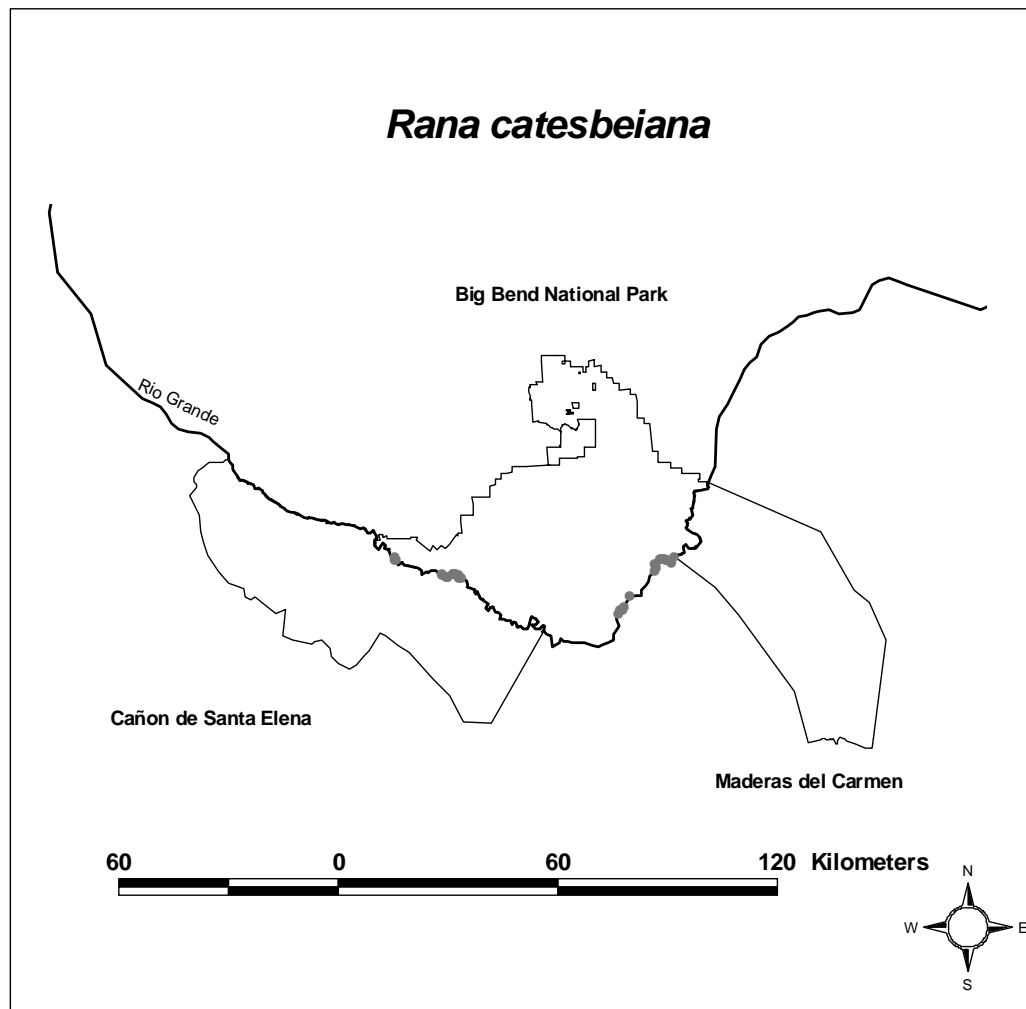 Rana catesbeiana
Big Bend National Park
Rio Grande
Cañon de Santa Elena
Maderas del Carmen
60 0 60 120 Kilometers
N
W E
S